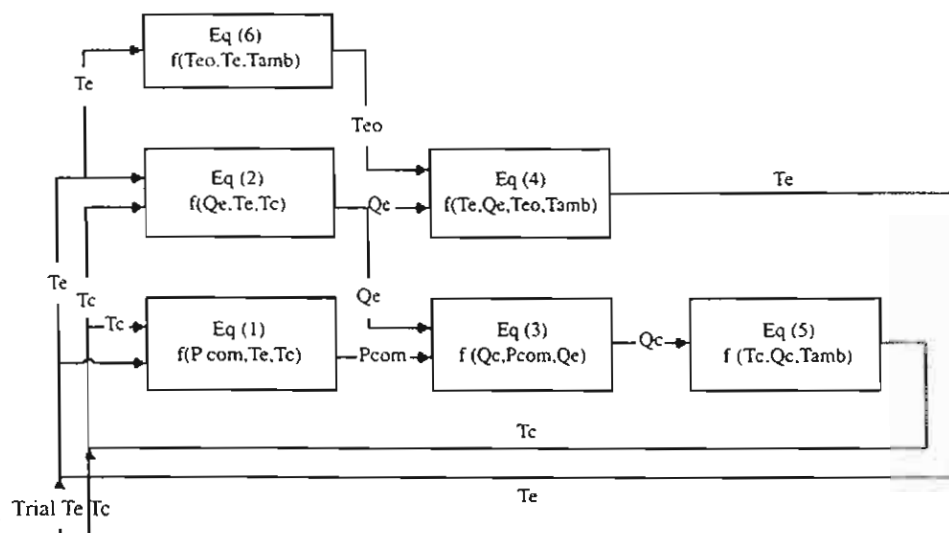 Eq (6)
f(Teo.Te.Tamb)
Te
Teo
Eq (2)
f(Qe.Te,Tc)
Qe
Eq (4)
f(Te,Qe,Teo,Tamb)
Te
Te
Tc
Tc
Eq (1)
f(P com,Te,Tc)
Pcom
Qe
Eq (3)
f (Qc,Pcom,Qe)
Qc
Eq (5)
f (Tc.Qc,Tamb)
Tc
Te
Trial Te Tc